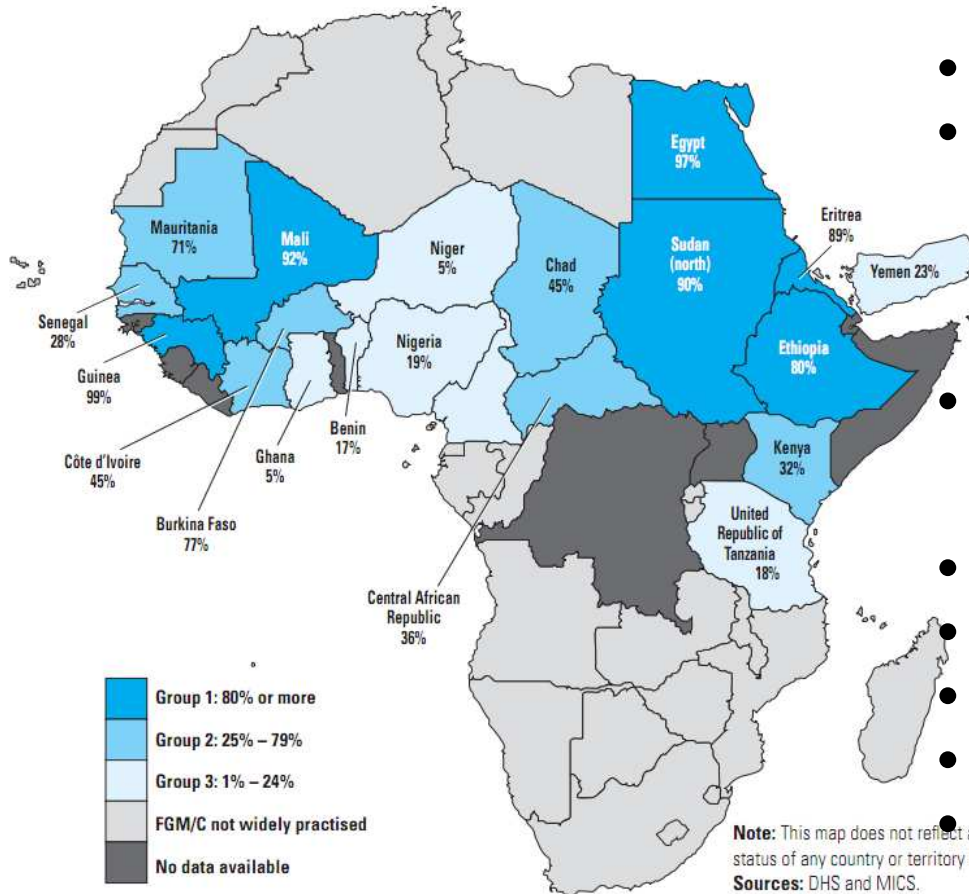 Egypt
97%
Eritrea
89%
Mauritania
71%
Mali
92%
Niger
5%
Chad
45%
Sudan
(north)
90%
Yemen 23%
Senegal
28%
Nigeria
19%
Ethiopia
80%
Guinea
99%
Benin
17%
Ghana
5%
Côte d'Ivoire
45%
Kenya
32%
Burkina Faso
77%
United
Republic of
Tanzania
18%
Central African
Republic
36%
Group 1: 80% or more
Group 2: 25% – 79%
Group 3: 1% – 24%
FGM/C not widely practised
No data available
Note: This map does not reflect a
status of any country or territory
Sources: DHS and MICS.